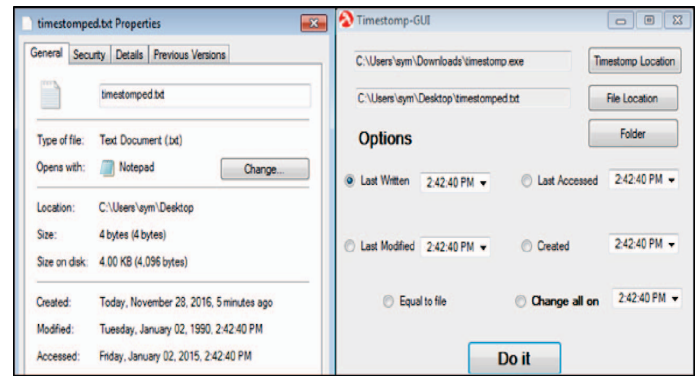 timestomped.txt Properties
General Security Details Previous Versions
timestomped.txt
Type of file: Text Document (.txt)
Opens with: Notepad Change...
Location: C:\Users\sym\Desktop
Size: 4 bytes (4 bytes)
Size on disk: 4.00 KB (4,096 bytes)
Created: Today, November 28, 2016, 5 minutes ago
Modified: Tuesday, January 02, 1990, 2:42:40 PM
Accessed: Friday, January 02, 2015, 2:42:40 PM
Timestomp-GUI
C:\Users\sym\Downloads\timestomp.exe Timestomp Location
C:\Users\sym\Desktop\timestomped.txt File Location
Options Folder
Last Written 2:42:40 PM Last Accessed 2:42:40 PM
Last Modified 2:42:40 PM Created 2:42:40 PM
Equal to file Change all on 2:42:40 PM
Do it